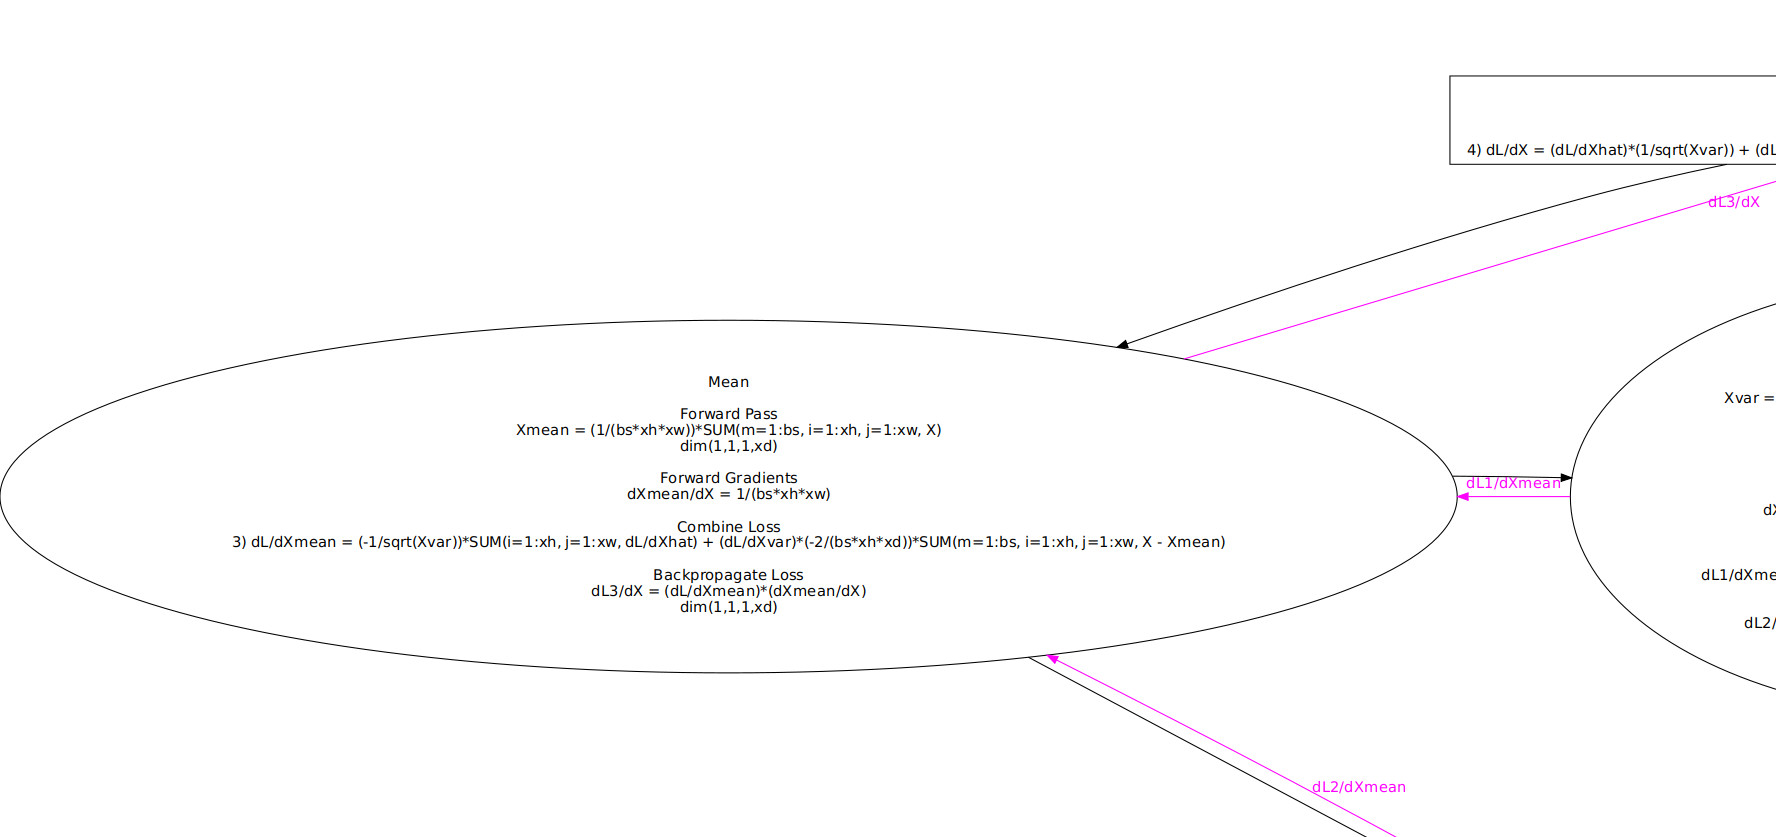 4) dL/dX = (dL/dXhat)*(1/sqrt(Xvar)) + (dL
dL3/dX
Mean
Forward Pass
Xmean = (1/(bs*xh*xw))*SUM(m=1:bs, i=1:xh, j=1:xw, X)
dim(1,1,1,xd)
Forward Gradients
dXmean/dX = 1/(bs*xh*xw)
Combine Loss
3) dL/dXmean = (-1/sqrt(Xvar))*SUM(i=1:xh, j=1:xw, dL/dXhat) + (dL/dXvar)*(-2/(bs*xh*xd))*SUM(m=1:bs, i=1:xh, j=1:xw, X - Xmean)
Backpropagate Loss
dL3/dX = (dL/dXmean)*(dXmean/dX)
dim(1,1,1,xd)
dL1/dXmean
Xvar =
dX
dL1/dXme
dL2/
dL2/dXmean